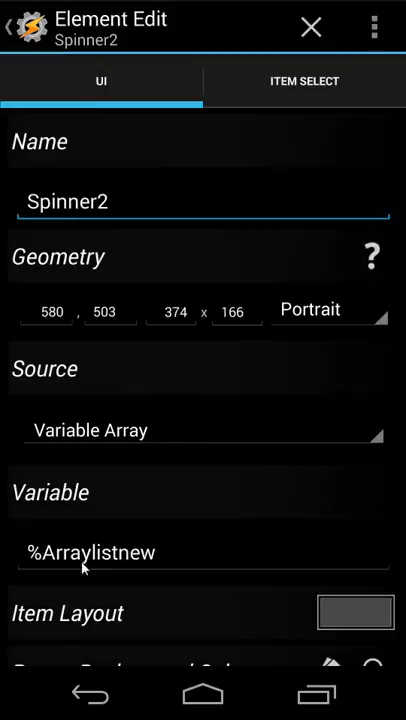 Element Edit
Spinner2
UI
ITEM SELECT
Name
Spinner2
Geometry
?
580 , 503 374 x 166 Portrait
Source
Variable Array
Variable
%Arraylistnew
Item Layout